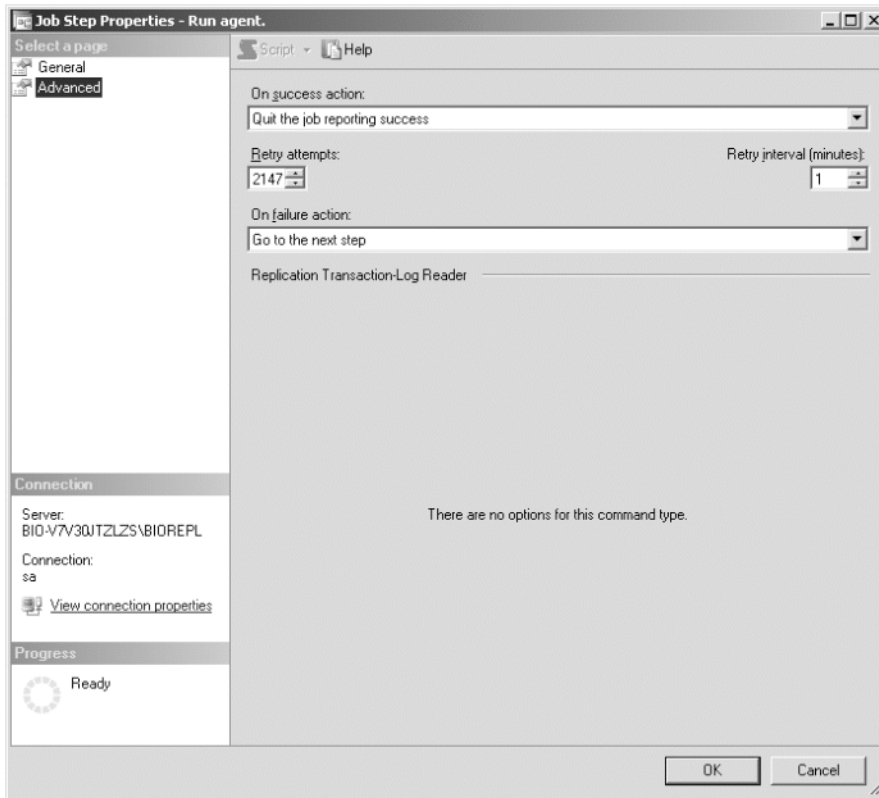 Job Step Properties - Run agent.
Select a page
General
Advanced
Script
Help
On success action:
Quit the job reporting success
Retry attempts:
Retry interval (minutes):
2147
1
On failure action:
Go to the next step
Replication Transaction-Log Reader
There are no options for this command type.
Connection
Server:
BIO-V7V30JTZLZS\BIOREPL
Connection:
sa
View connection properties
Progress
Ready
OK
Cancel